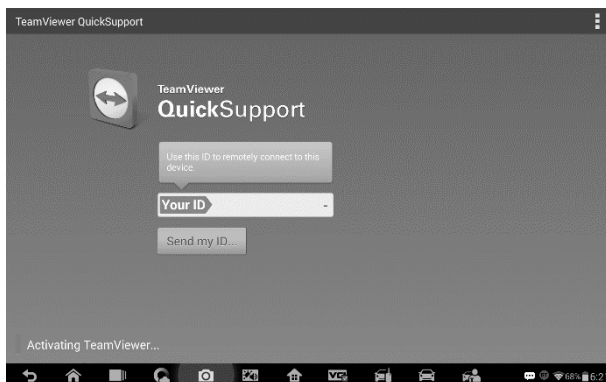 TeamViewer QuickSupport
TeamViewer
QuickSupport
Use this ID to remotely connect to this
device.
Your ID
-
Send my ID...
Activating TeamViewer...
68%